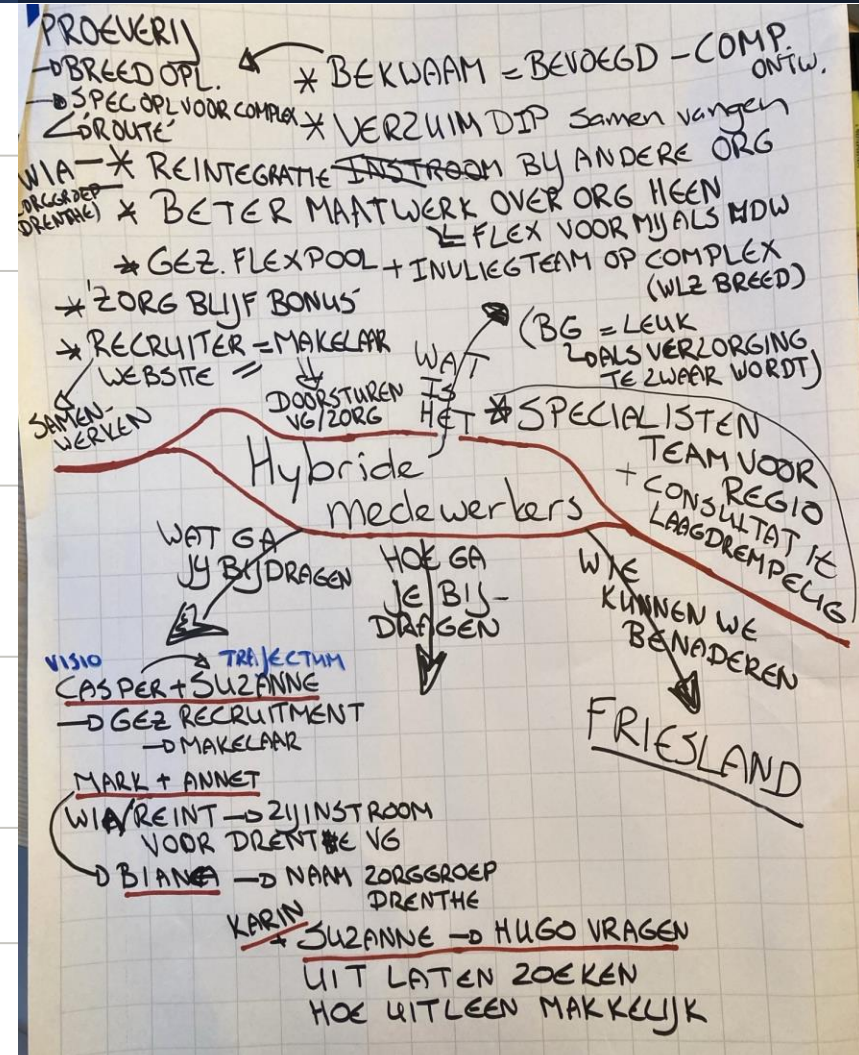 PROEVERIJ
→ BREED OPL.
→ SPEC OPL VOOR COMPLEX
↳ ROUTE
* BEKWAAM = BEVOEGD - COMP. ONTW.
* VERZUIM DIP samen vangen
WIA - * REINTEGRATIE INSTROOM BIJ ANDERE ORG
ZORGGROEP DRENTHE)
* BETER MAATWERK OVER ORG HEEN
↳ FLEX VOOR MIJ ALS MDW
* GEZ. FLEXPOOL + INVLIEGTEAM OP COMPLEX
(WLZ BREED)
* 'ZORG BLIJF BONUS'
* RECRUITER = MAKELAAR
WEBSITE
SAMEN-
WERKEN
DOORSTUREN
VG/ZORG
WAT
IS
HET
(BG = LEUK
ALS VERZORGING
TE ZWAAR WORDT)
* SPECIALISTEN
TEAM VOOR
REGIO
+ CONSULTATIE
LAAGDREMPELIG
Hybride
medewerkers
WAT GA
JIJ BIJDRAGEN
HOE GA
JE BIJ-
DRAGEN
WIE
KUNNEN WE
BENADEREN
FRIESLAND
VISIO → TRAJECTUM
CASPER + SUZANNE
→ GEZ RECRUITMENT
→ MAKELAAR
MARK + ANNET
WIA/REINT → ZIJINSTROOM
VOOR DRENTHE VG
→ BIANCA → NAAM ZORGGROEP
DRENTHE
KARIN
+ SUZANNE → HUGO VRAGEN
UIT LATEN ZOEKEN
HOE UITLEEN MAKKELIJK